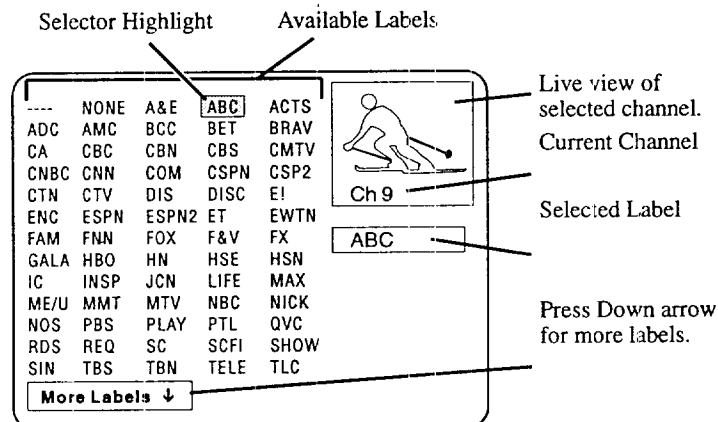 Selector Highlight Available Labels
---- NONE A&E ABC ACTS
ADC AMC BCC BET BRAV
CA CBC CBN CBS CMTV
CNBC CNN COM CSPN CSP2
CTN CTV DIS DISC E!
ENC ESPN ESPN2 ET EWTN
FAM FNN FOX F&V FX
GALA HBO HN HSE HSN
IC INSP JCN LIFE MAX
ME/U MMT MTV NBC NICK
NOS PBS PLAY PTL QVC
RDS REQ SC SCFI SHOW
SIN TBS TBN TELE TLC
More Labels ↓
Ch 9
ABC
Live view of
selected channel.
Current Channel
Selected Label
Press Down arrow
for more labels.